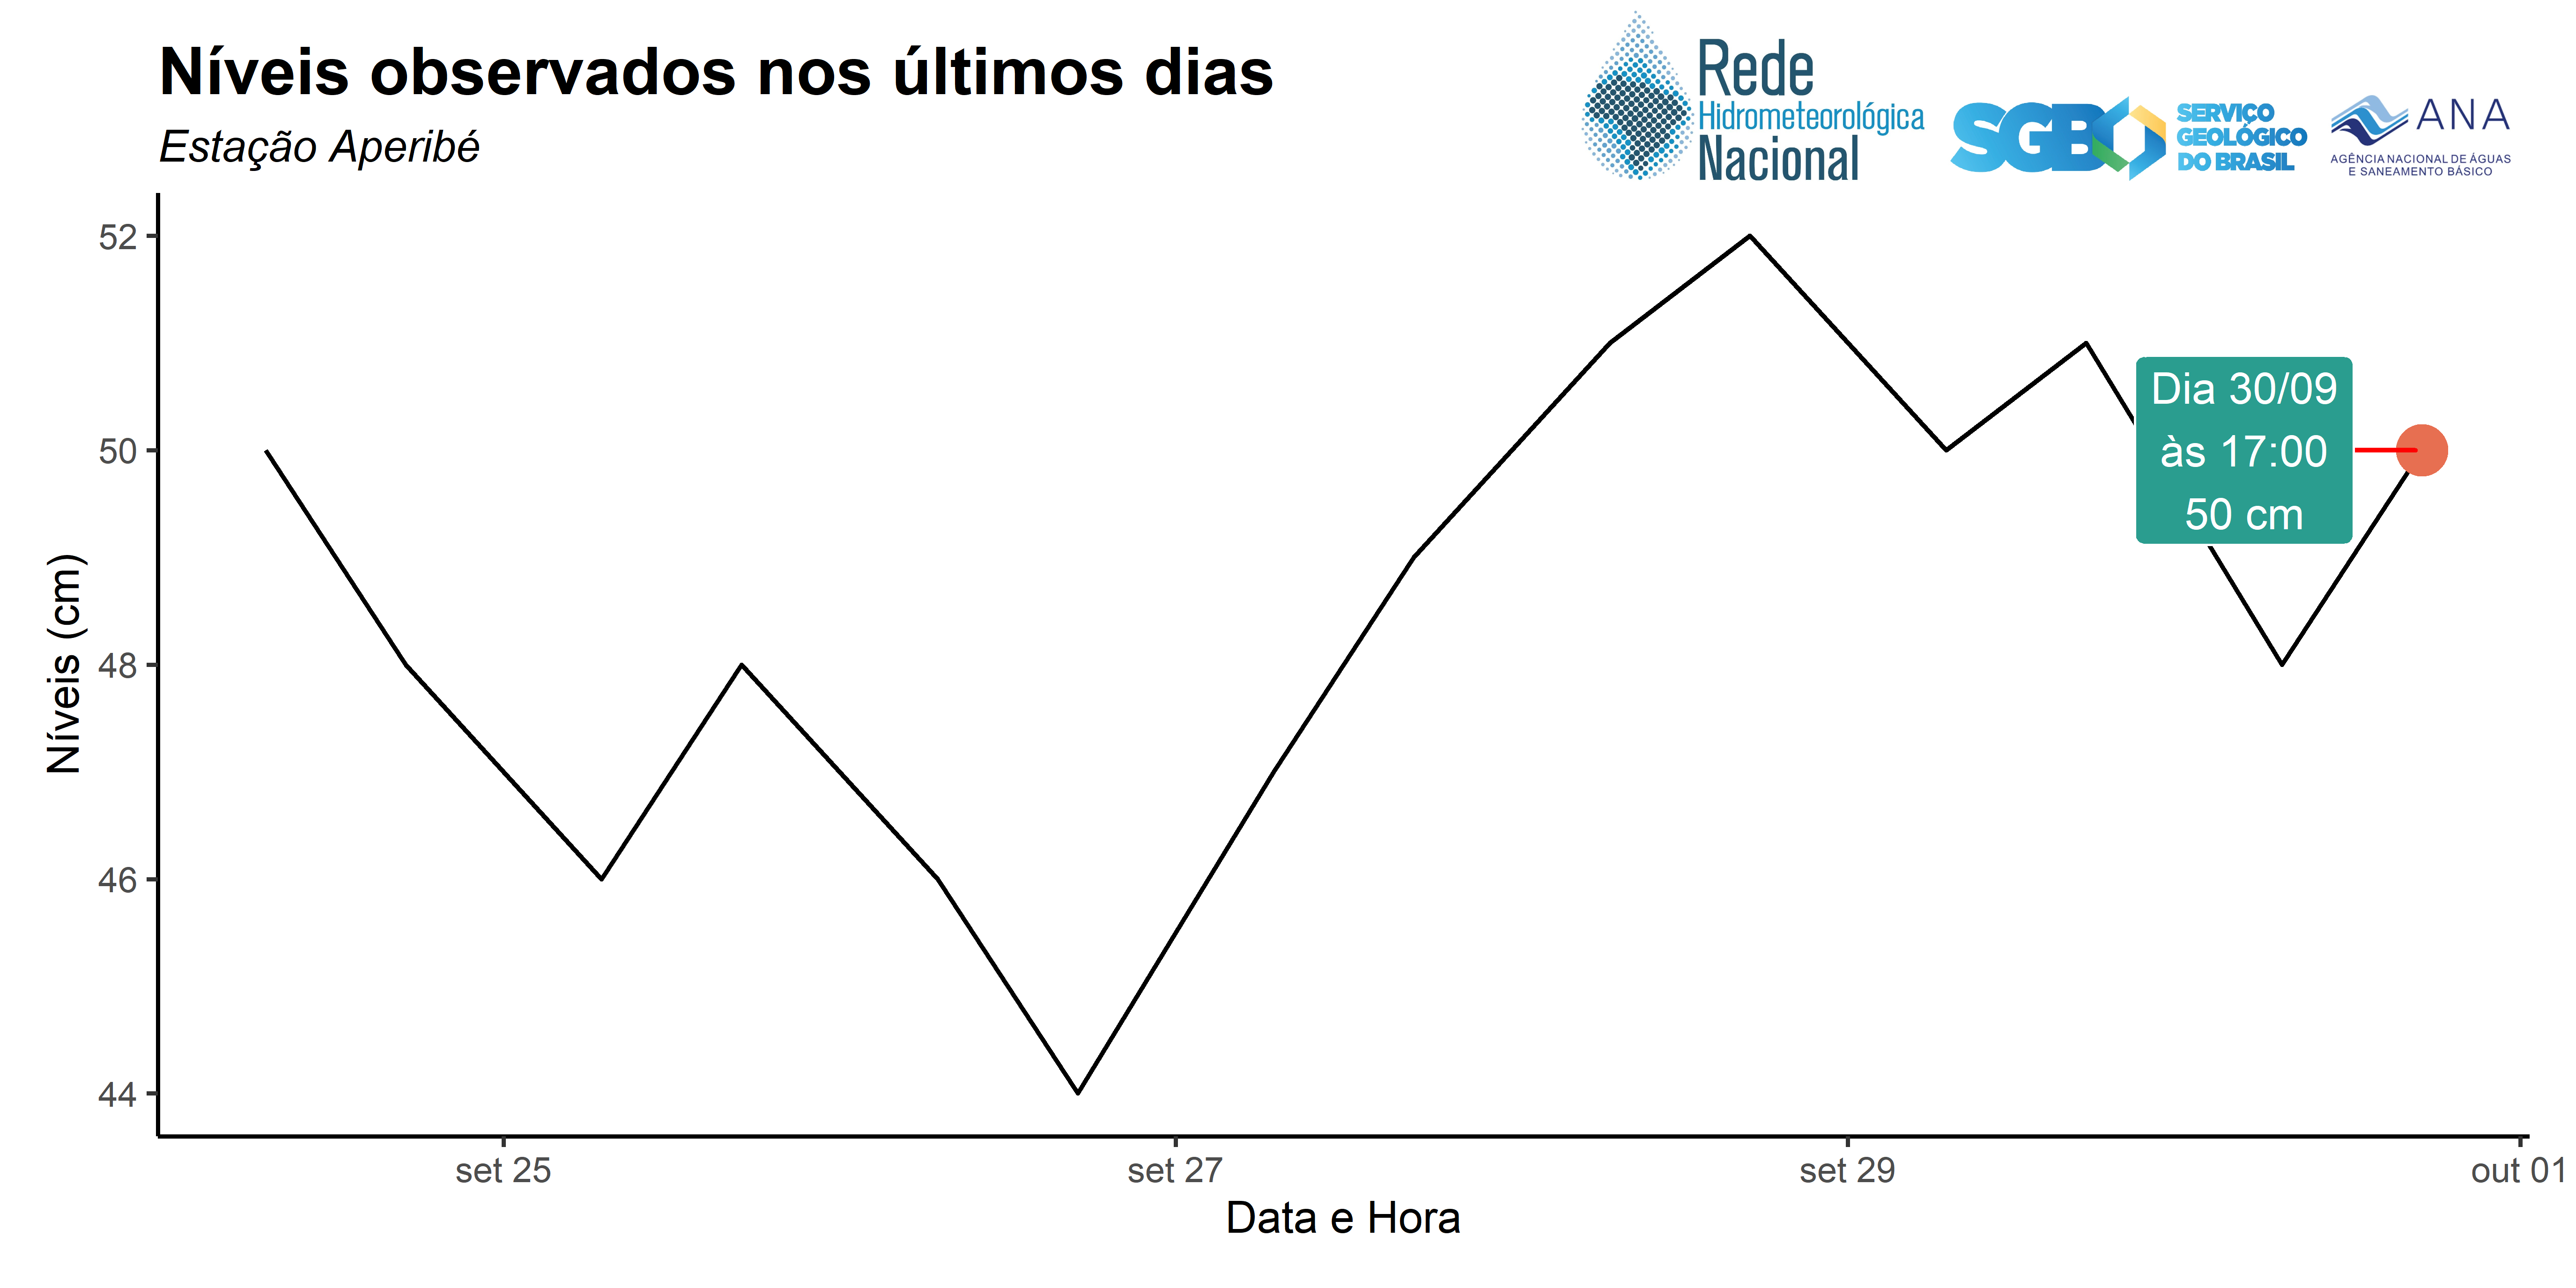 Níveis observados nos últimos dias
Estação Aperibé
Rede
Hidrometeorológica
Nacional
SGB
SERVIÇO
GEOLÓGICO
DO BRASIL
ANA
AGÊNCIA NACIONAL DE ÁGUAS
E SANEAMENTO BÁSICO
Níveis (cm)
52
50
48
46
44
Dia 30/09
às 17:00
50 cm
set 25
set 27
set 29
out 01
Data e Hora